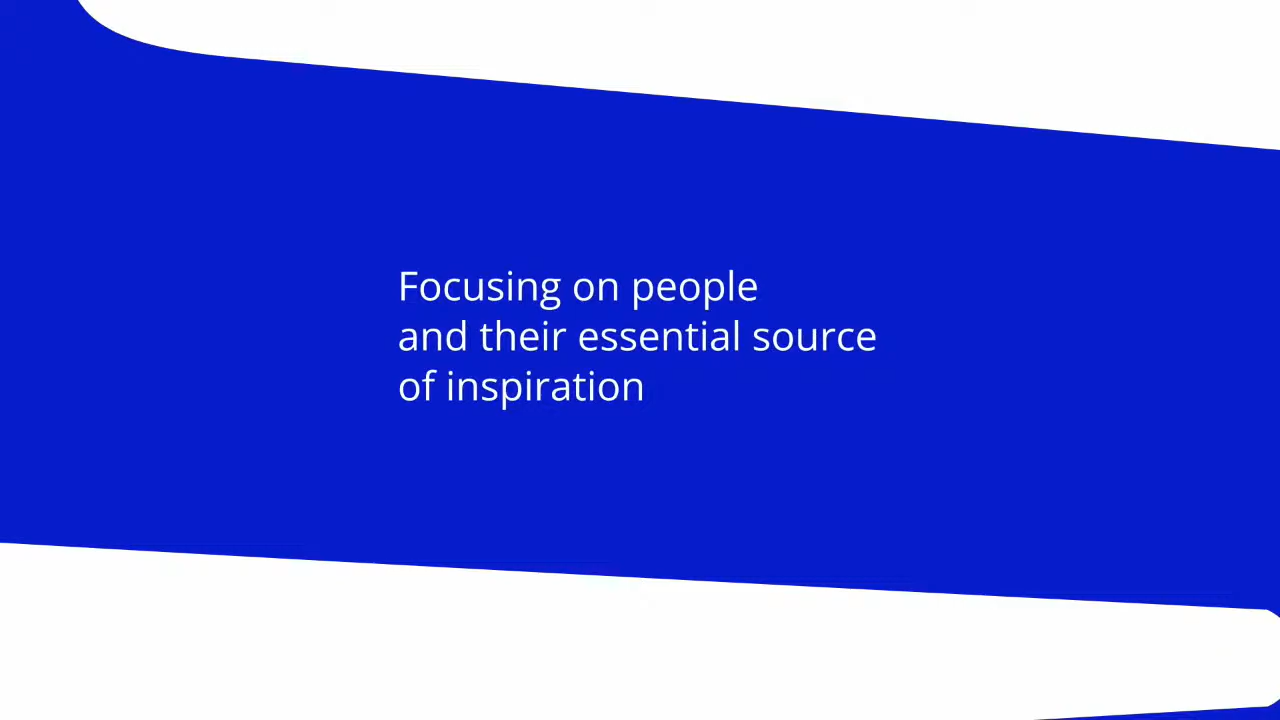 Focusing on people
and their essential source
of inspiration